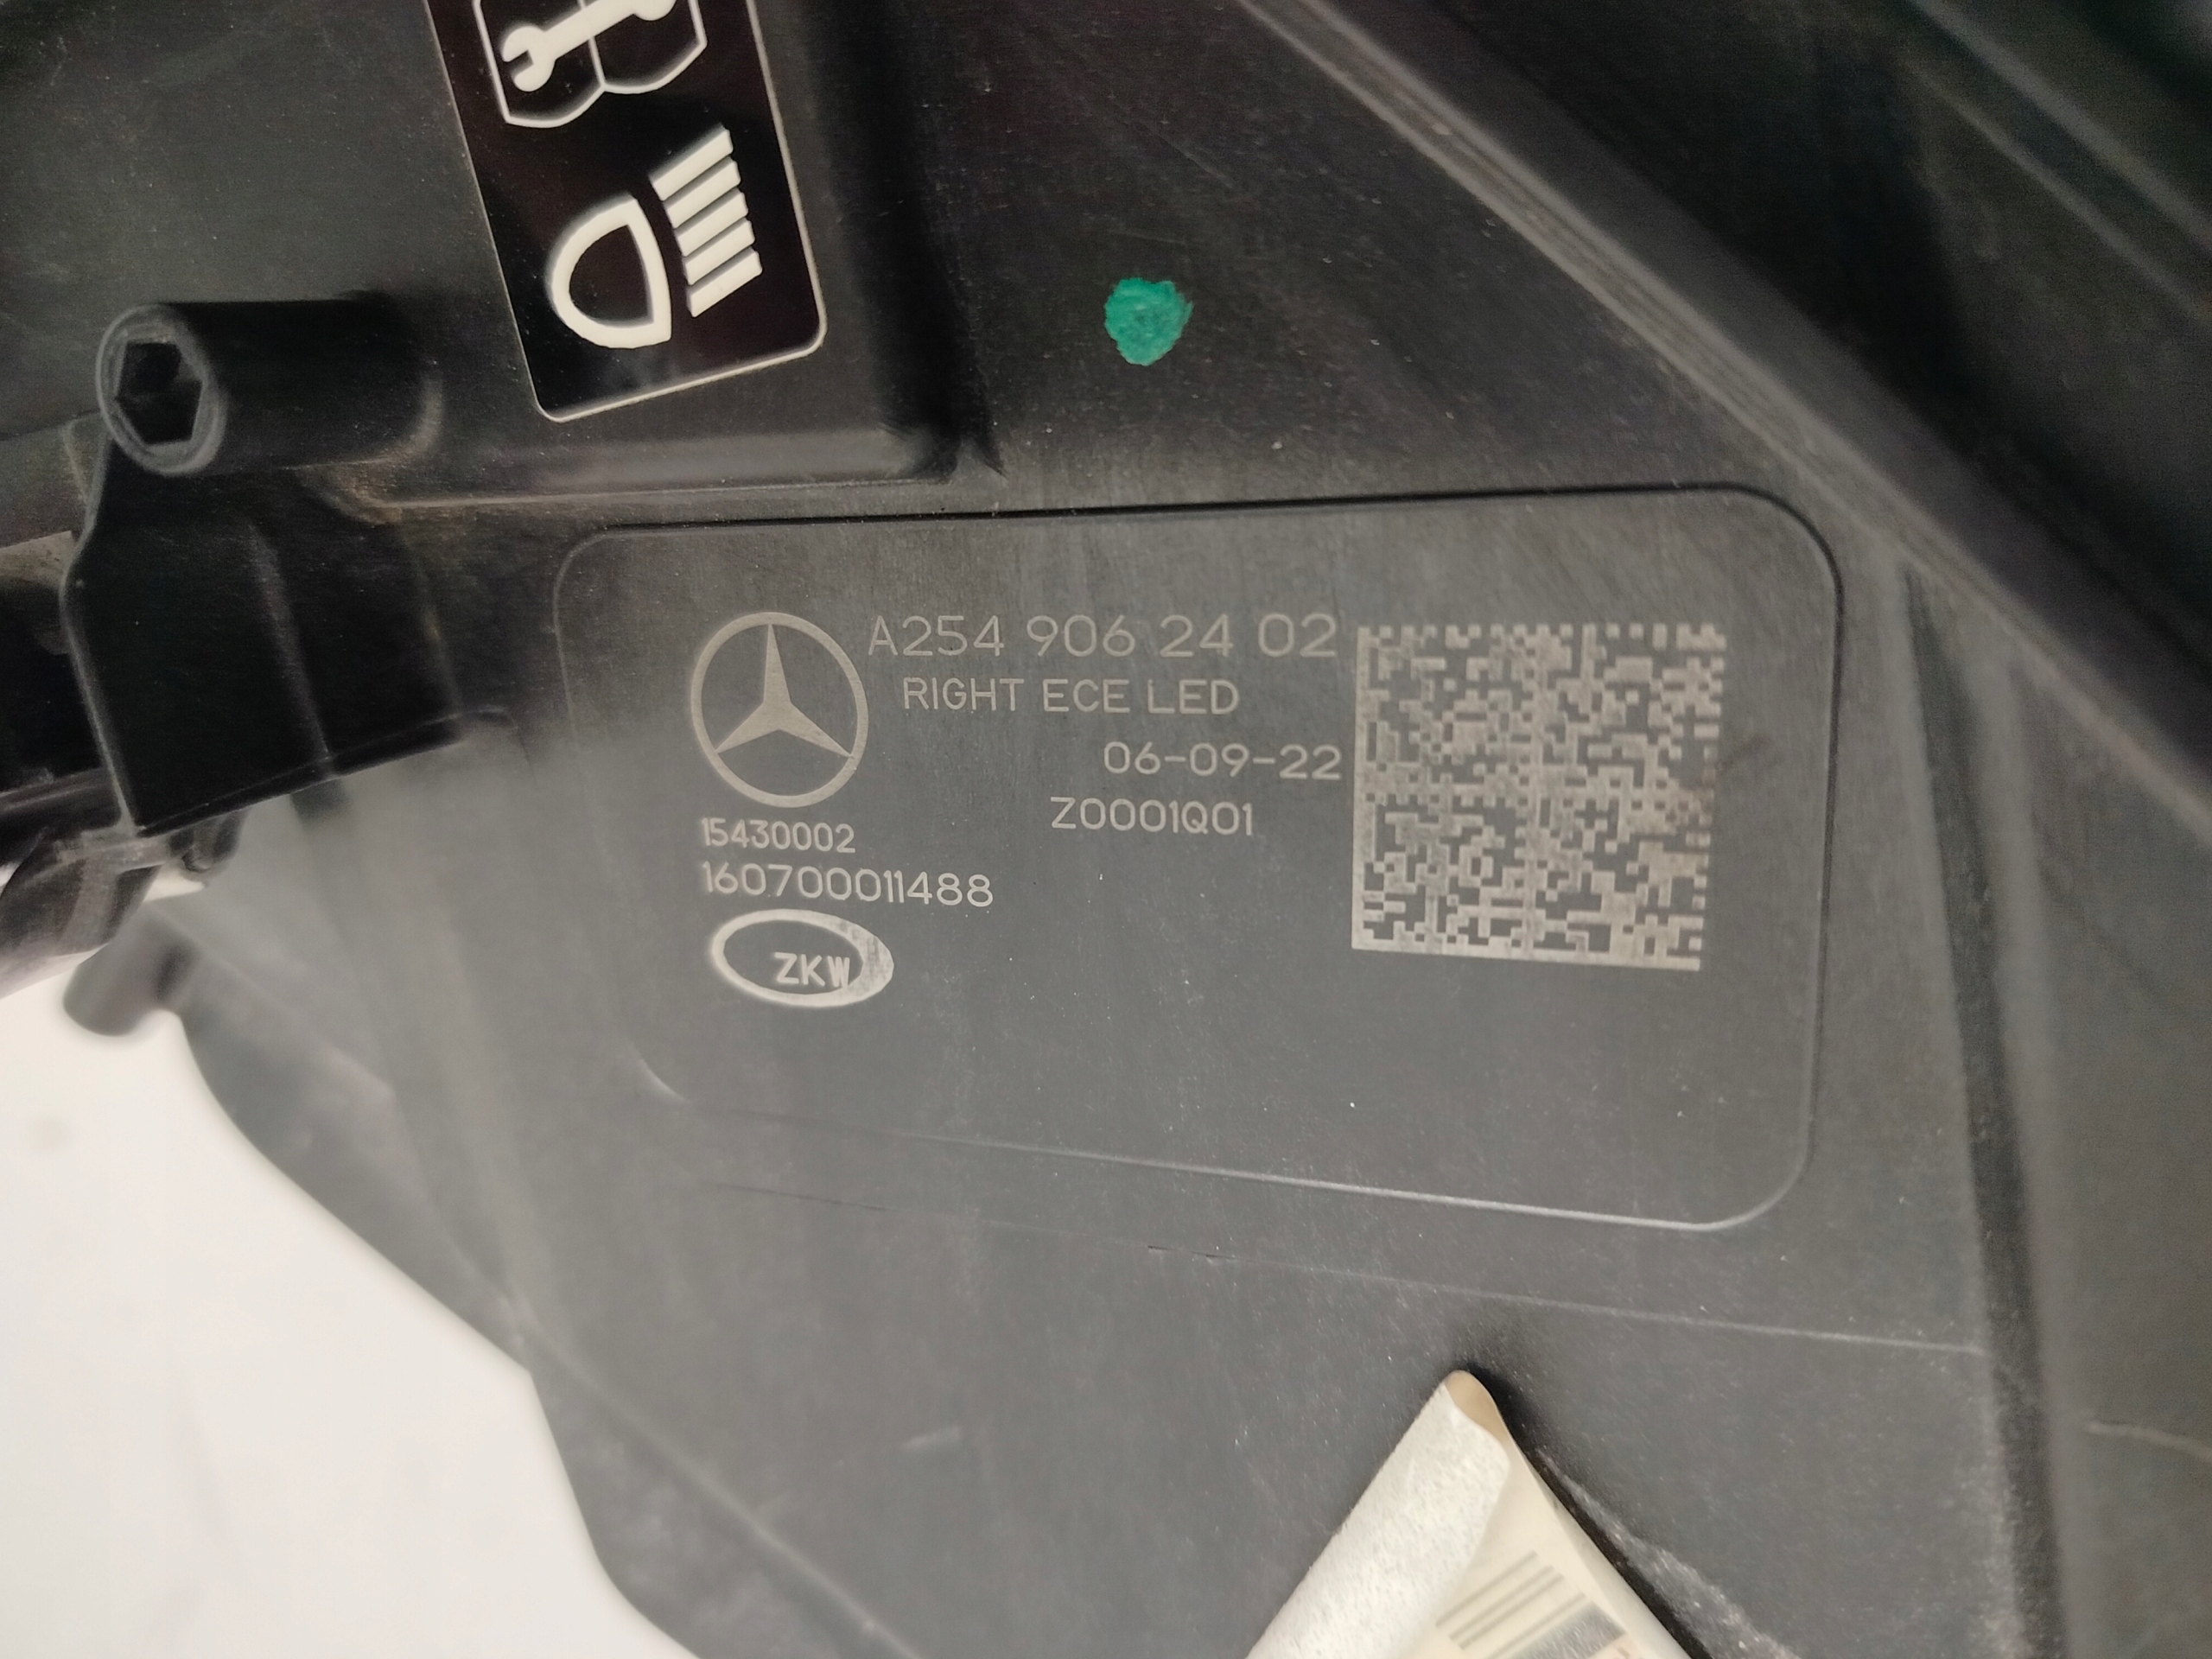 A254 906 24 02
RIGHT ECE LED
06-09-22
Z0001Q01
15430002
160700011488
ZKW